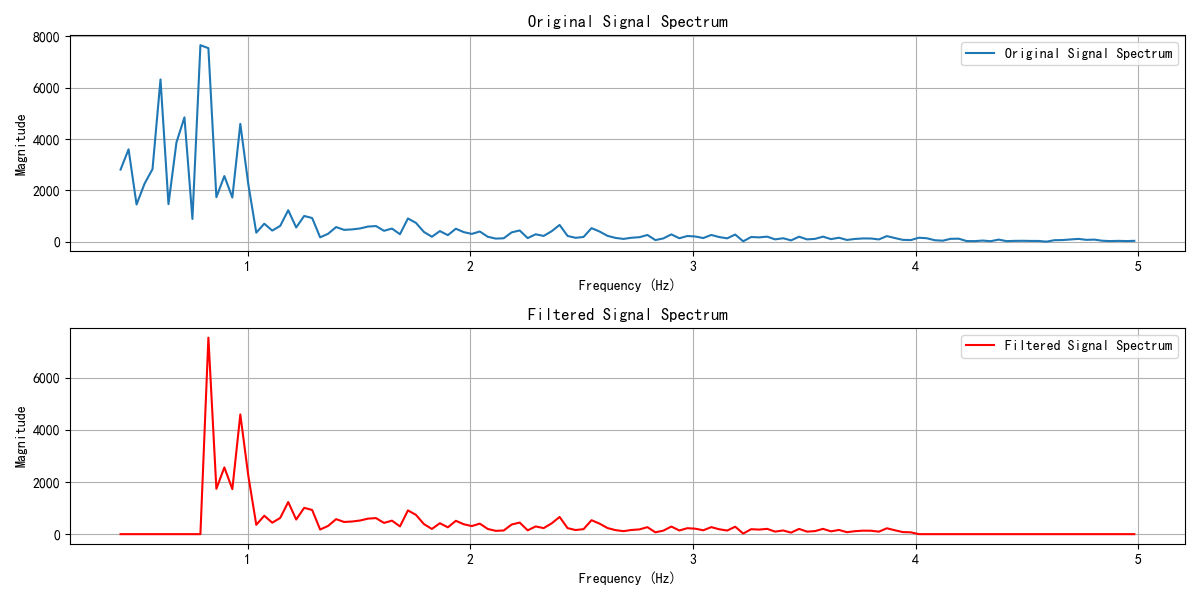 Original Signal Spectrum
8000
6000
4000
2000
0
Magnitude
Original Signal Spectrum
1 2 3 4 5
Frequency (Hz)
Filtered Signal Spectrum
6000
4000
2000
0
Magnitude
Filtered Signal Spectrum
1 2 3 4 5
Frequency (Hz)